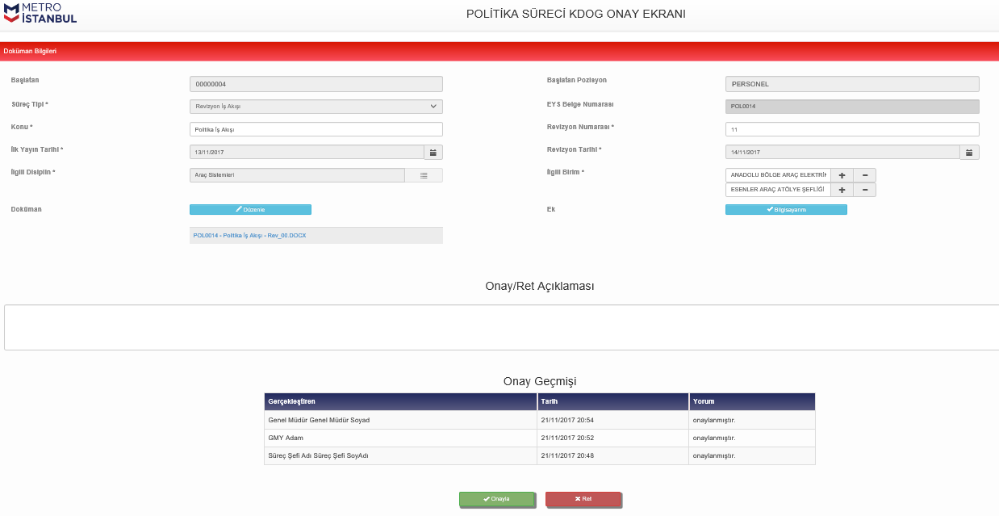 METRO
İSTANBUL
POLİTİKA SÜRECİ KDOG ONAY EKRANI
Doküman Bilgileri
Başlatan
00000004
Başlatan Pozisyon
PERSONEL
Süreç Tipi *
Revizyon İş Akışı
EYS Belge Numarası
POL0014
Konu *
Politika İş Akışı
Revizyon Numarası *
11
İlk Yayın Tarihi *
13/11/2017
Revizyon Tarihi *
14/11/2017
İlgili Disiplin *
Araç Sistemleri
İlgili Birim *
ANADOLU BÖLGE ARAÇ ELEKTRİK
ESENLER ARAÇ ATÖLYE ŞEFLİĞİ
Doküman
Düzenle
Ek
Bilgisayarım
POL0014 - Politika İş Akışı - Rev_00.DOCX
Onay/Ret Açıklaması
Onay Geçmişi
Gerçekleştiren Tarih Yorum
Genel Müdür Genel Müdür Soyad 21/11/2017 20:54 onaylanmıştır.
GMY Adam 21/11/2017 20:52 onaylanmıştır.
Süreç Şefi Adı Süreç Şefi SoyAdı 21/11/2017 20:48 onaylanmıştır.
Onayla
Ret